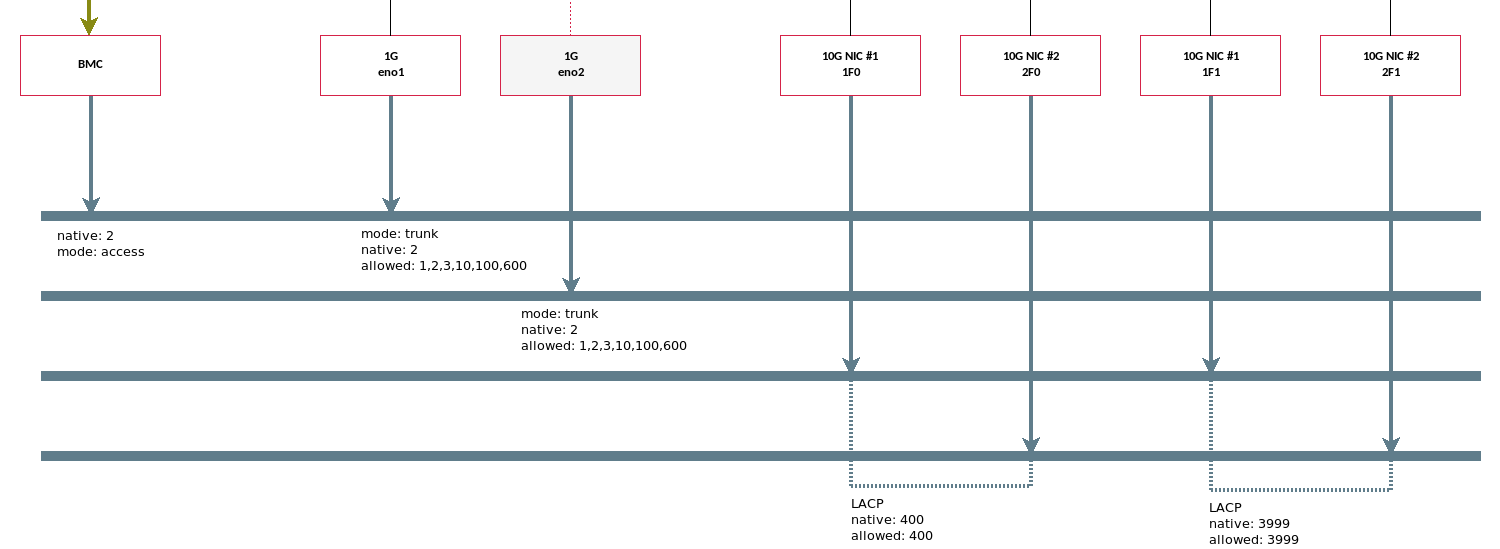 BMC
1G
eno1
1G
eno2
10G NIC #1
1F0
10G NIC #2
2F0
10G NIC #1
1F1
10G NIC #2
2F1
native: 2
mode: access
mode: trunk
native: 2
allowed: 1,2,3,10,100,600
mode: trunk
native: 2
allowed: 1,2,3,10,100,600
LACP
native: 400
allowed: 400
LACP
native: 3999
allowed: 3999